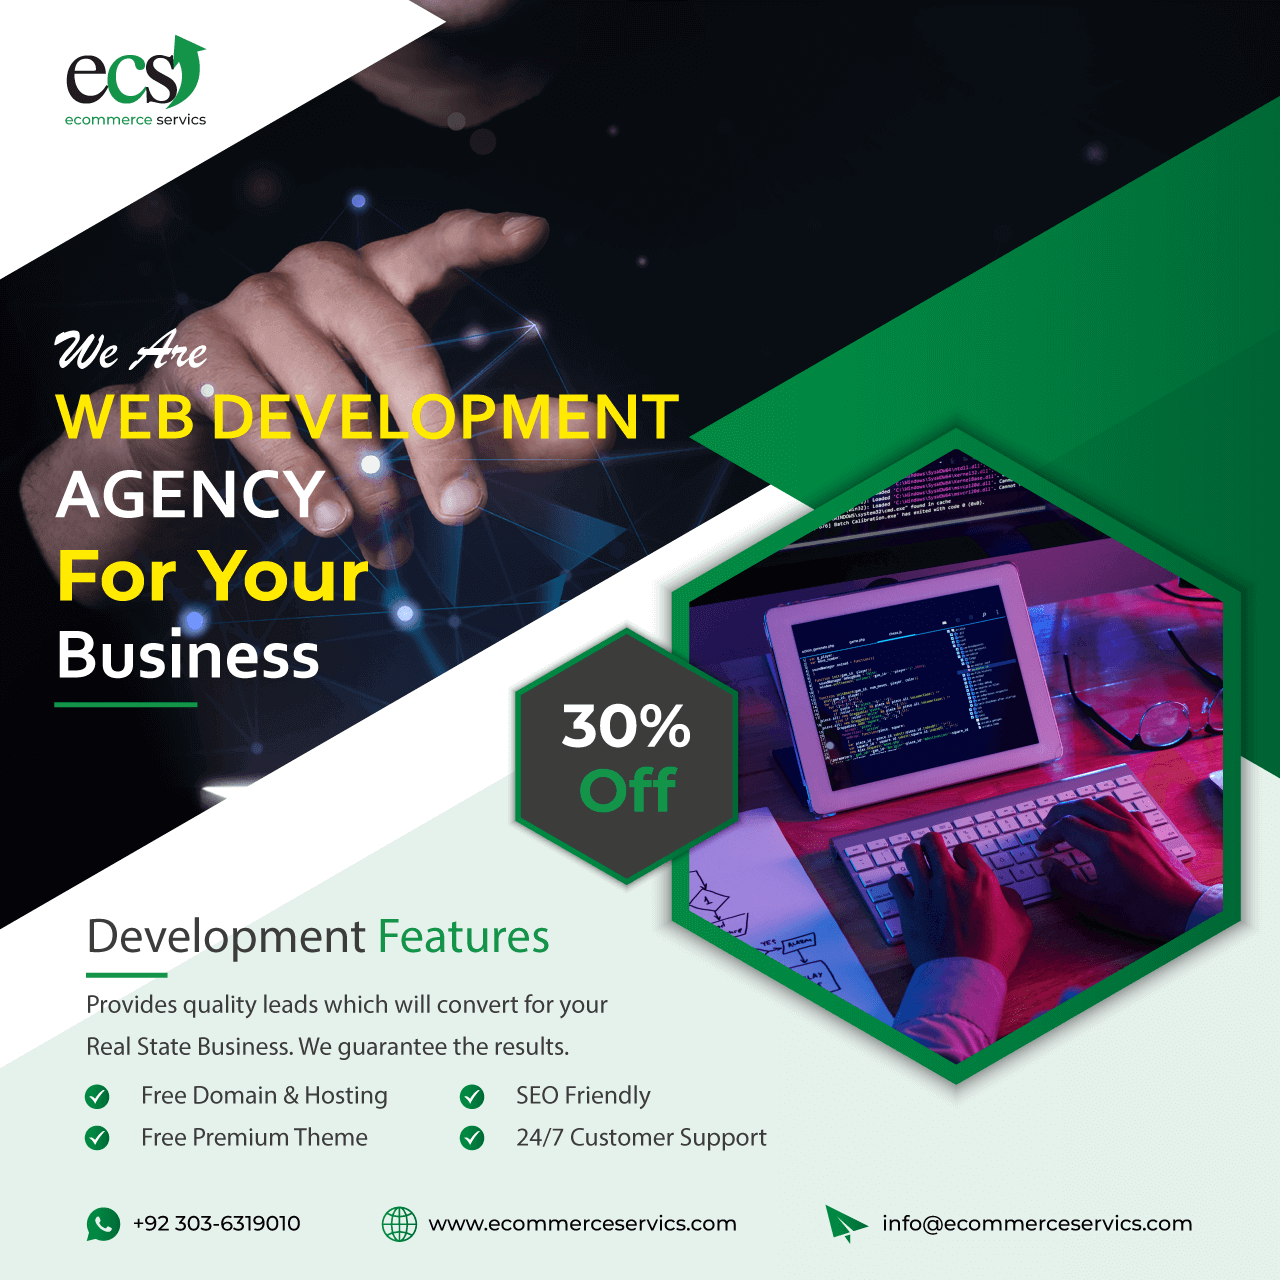 ecs
ecommerce servics
We Are
WEB DEVELOPMENT
AGENCY
For Your
Business
30%
Off
Development Features
Provides quality leads which will convert for your
Real State Business. We guarantee the results.
Free Domain & Hosting
SEO Friendly
Free Premium Theme
24/7 Customer Support
+92 303-6319010
www.ecommerceservics.com
info@ecommerceservics.com